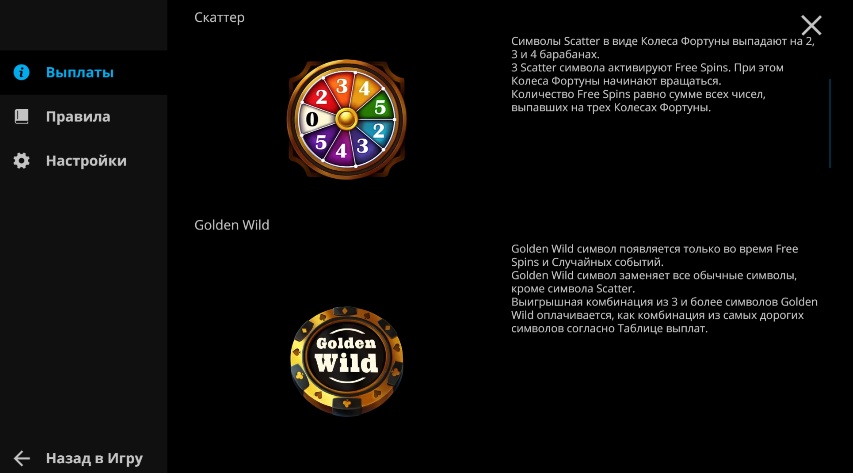 Скаттер
Символы Scatter в виде Колеса Фортуны выпадают на 2,
3 и 4 барабанах.
3 Scatter символа активируют Free Spins. При этом
Колеса Фортуны начинают вращаться.
Количество Free Spins равно сумме всех чисел,
выпавших на трех Колесах Фортуны.
Выплаты
Правила
Настройки
3
4
5
2
3
4
5
0
2
Golden Wild
Golden Wild символ появляется только во время Free
Spins и Случайных событий.
Golden Wild символ заменяет все обычные символы,
кроме символа Scatter.
Выигрышная комбинация из 3 и более символов Golden
Wild оплачивается, как комбинация из самых дорогих
символов согласно Таблице выплат.
Golden
Wild
Назад в Игру